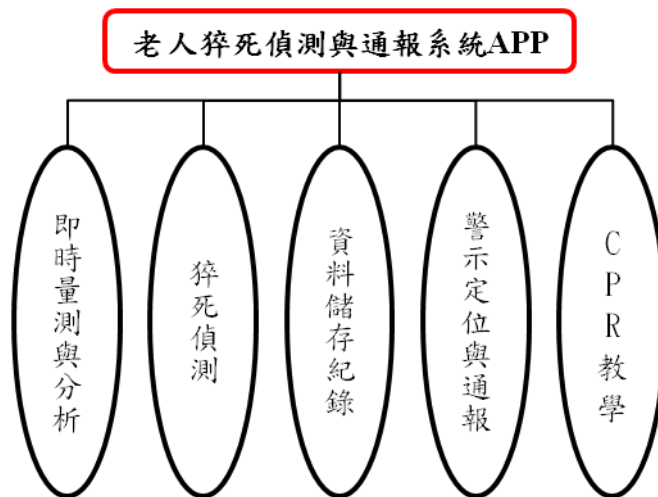 老人猝死偵測與通報系統APP
即時量測與分析
猝死偵測
資料儲存紀錄
警示定位與通報
CPR教學